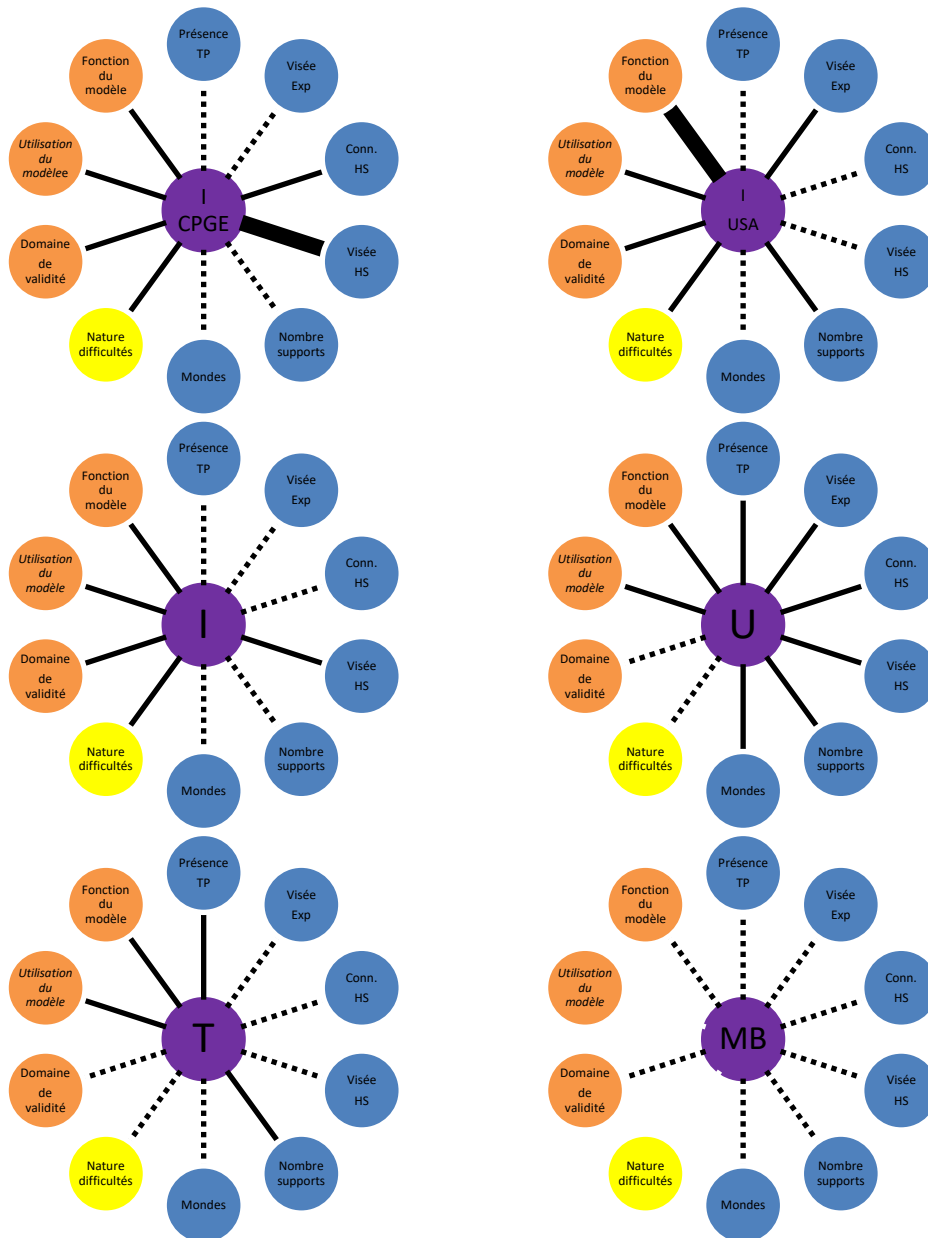 Présence
TP
Fonction
du
modèle
Visée
Exp
Utilisation
du
modèlee
Conn.
HS
I
CPGE
Domaine
de
validité
Visée
HS
Nature
difficultés
Nombre
supports
Mondes
Présence
TP
Fonction
du
modèle
Visée
Exp
Utilisation
du
modèle
Conn.
HS
I
USA
Domaine
de
validité
Visée
HS
Nature
difficultés
Nombre
supports
Mondes
Présence
TP
Fonction
du
modèle
Visée
Exp
Utilisation
du
modèle
Conn.
HS
I
Domaine
de
validité
Visée
HS
Nature
difficultés
Nombre
supports
Mondes
Présence
TP
Fonction
du
modèle
Visée
Exp
Utilisation
du
modèle
Conn.
HS
U
Domaine
de
validité
Visée
HS
Nature
difficultés
Nombre
supports
Mondes
Présence
TP
Fonction
du
modèle
Visée
Exp
Utilisation
du
modèle
Conn.
HS
T
Domaine
de
validité
Visée
HS
Nature
difficultés
Nombre
supports
Mondes
Présence
TP
Fonction
du
modèle
Visée
Exp
Utilisation
du
modèle
Conn.
HS
MB
Domaine
de
validité
Visée
HS
Nature
difficultés
Nombre
supports
Mondes